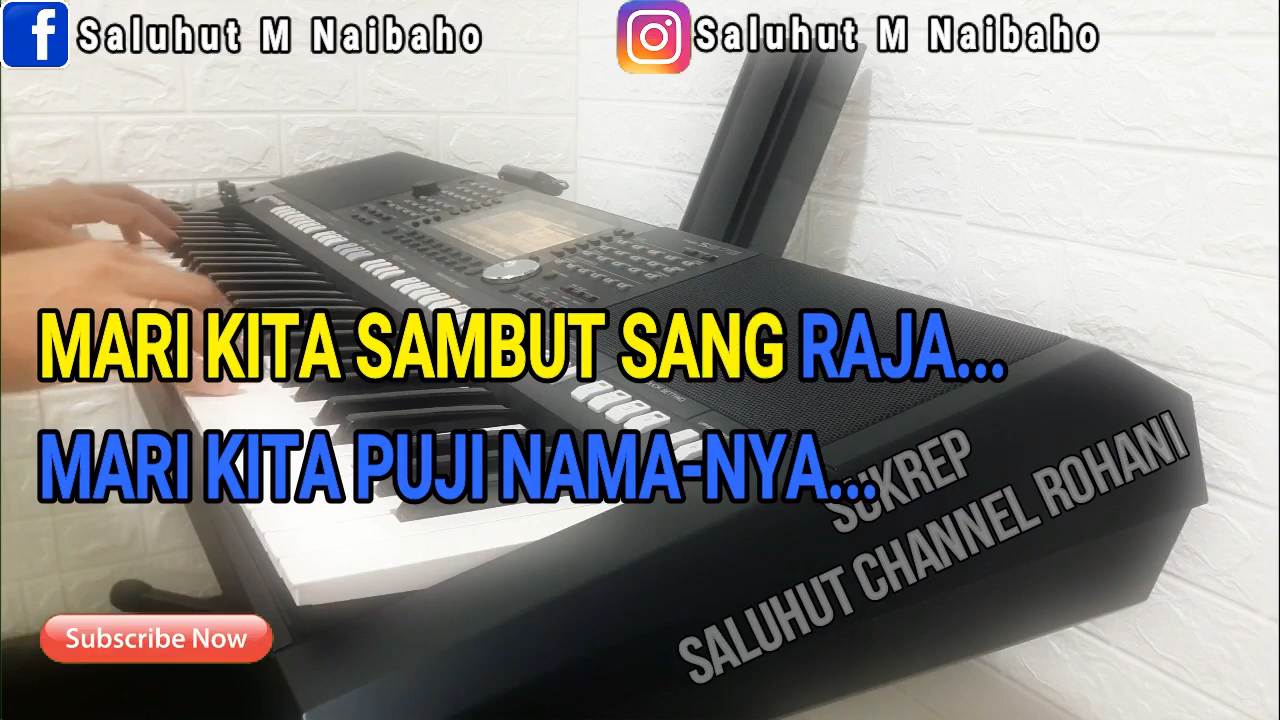 Saluhut M Naibaho
Saluhut M Naibaho
MARI KITA SAMBUT SANG RAJA...
MARI KITA PUJI NAMA-NYA...
SUKREP
SALUHUT CHANNEL ROHANI
Subscribe Now